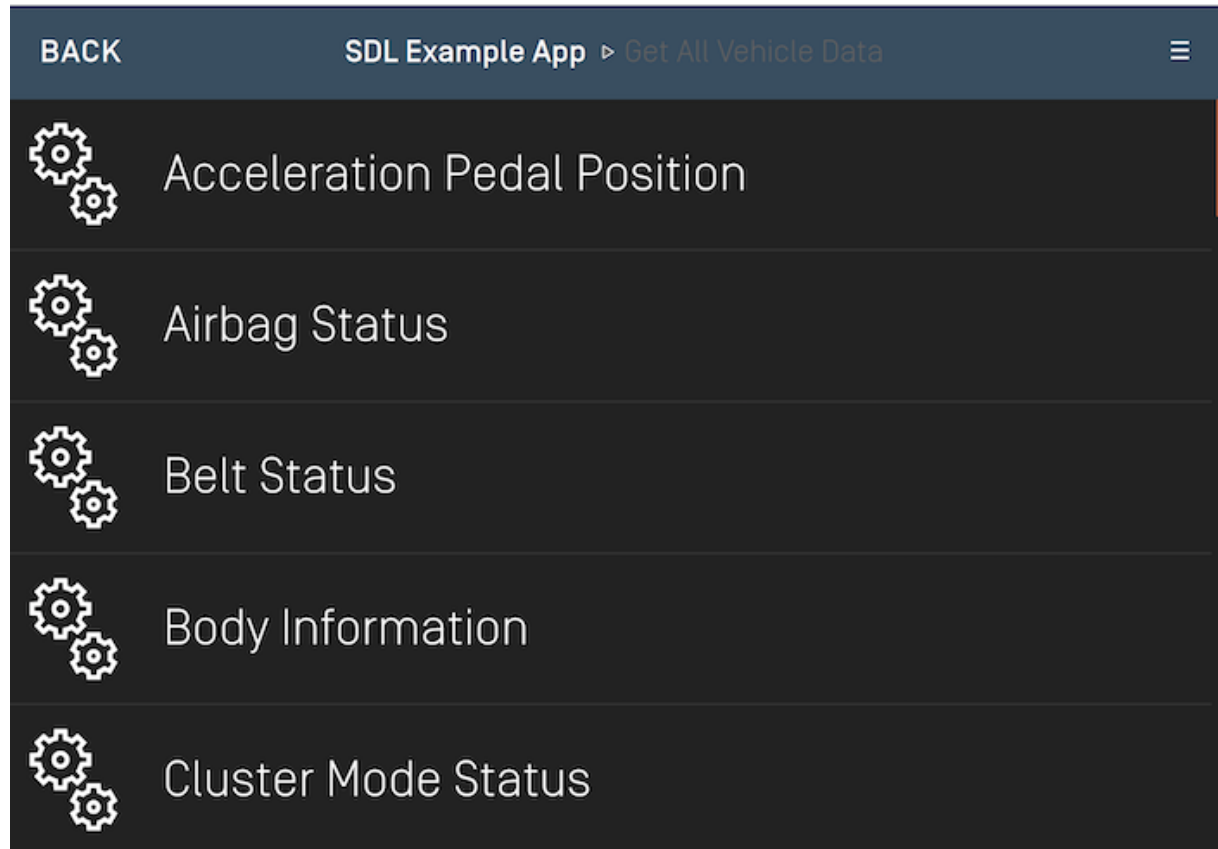 BACK SDL Example App ▹ Get All Vehicle Data
Acceleration Pedal Position
Airbag Status
Belt Status
Body Information
Cluster Mode Status